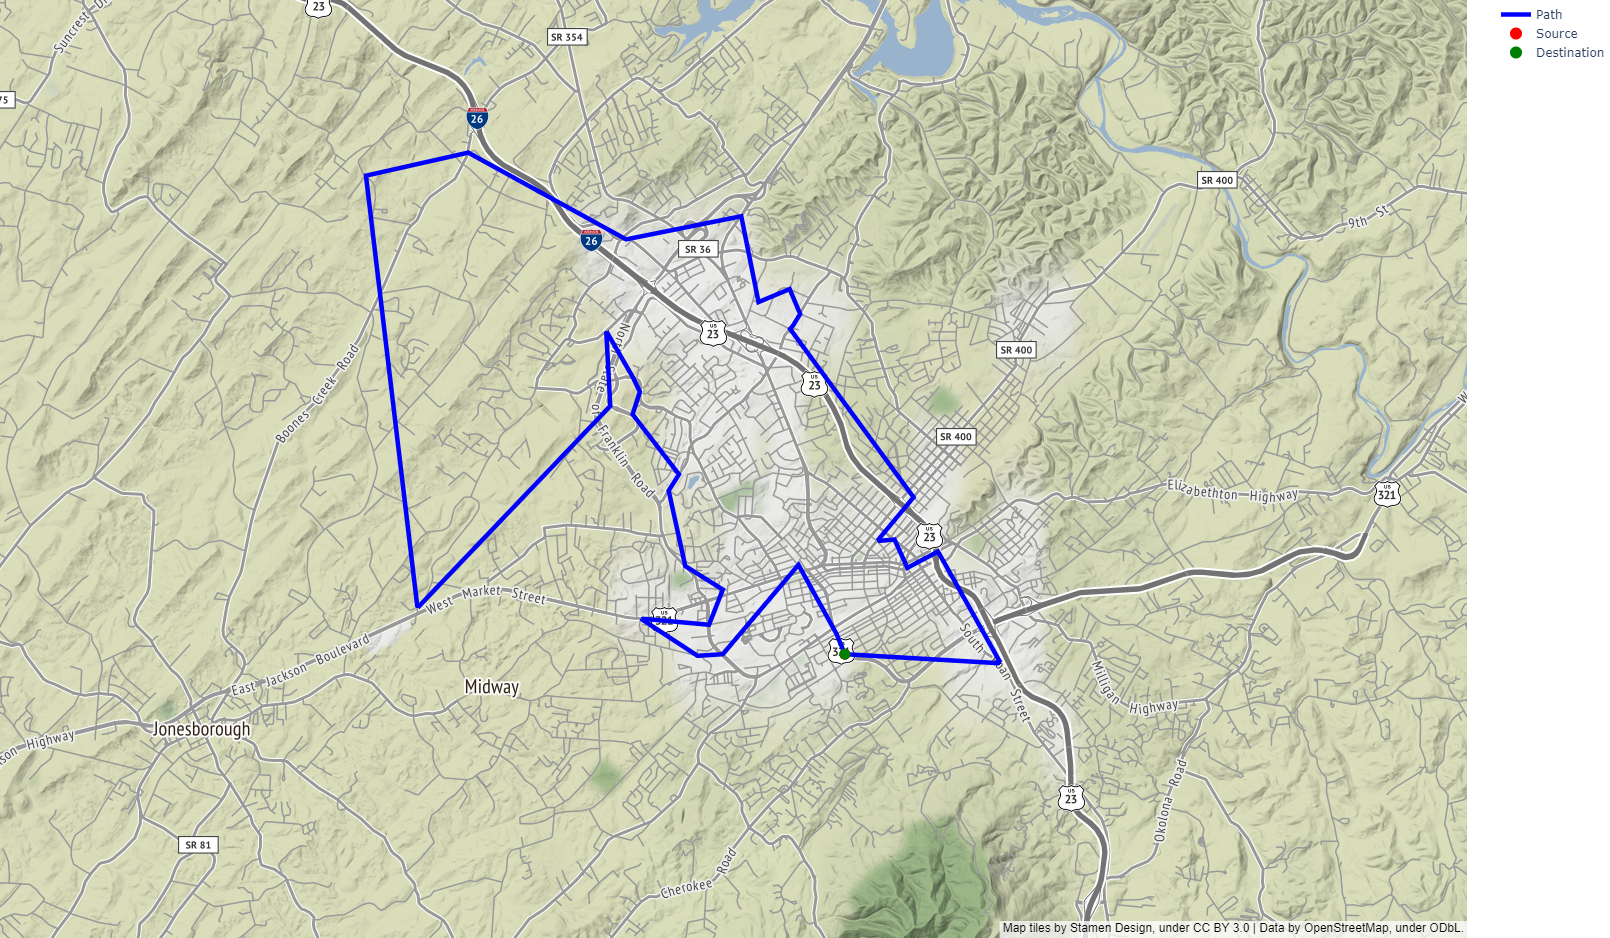 23
Path
Source
Destination
SR 354
Suncrest Dr
75
26
SR 400
9th St
26
SR 36
23
North State of Franklin Road
23
SR 400
Boones Creek Road
SR 400
Elizabethton Highway
321
23
West Market Street
321
East Jackson Boulevard
321
South Roan Street
Milligan Highway
Midway
Jonesborough
son Highway
23
Okolona Road
SR 81
Cherokee Road
Map tiles by Stamen Design, under CC BY 3.0 | Data by OpenStreetMap, under ODbL.